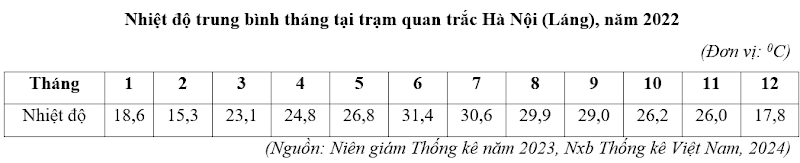 Nhiệt độ trung bình tháng tại trạm quan trắc Hà Nội (Láng), năm 2022
(Đơn vị: ⁰C)
Tháng 1 2 3 4 5 6 7 8 9 10 11 12
Nhiệt độ 18,6 15,3 23,1 24,8 26,8 31,4 30,6 29,9 29,0 26,2 26,0 17,8
(Nguồn: Niên giám Thống kê năm 2023, Nxb Thống kê Việt Nam, 2024)